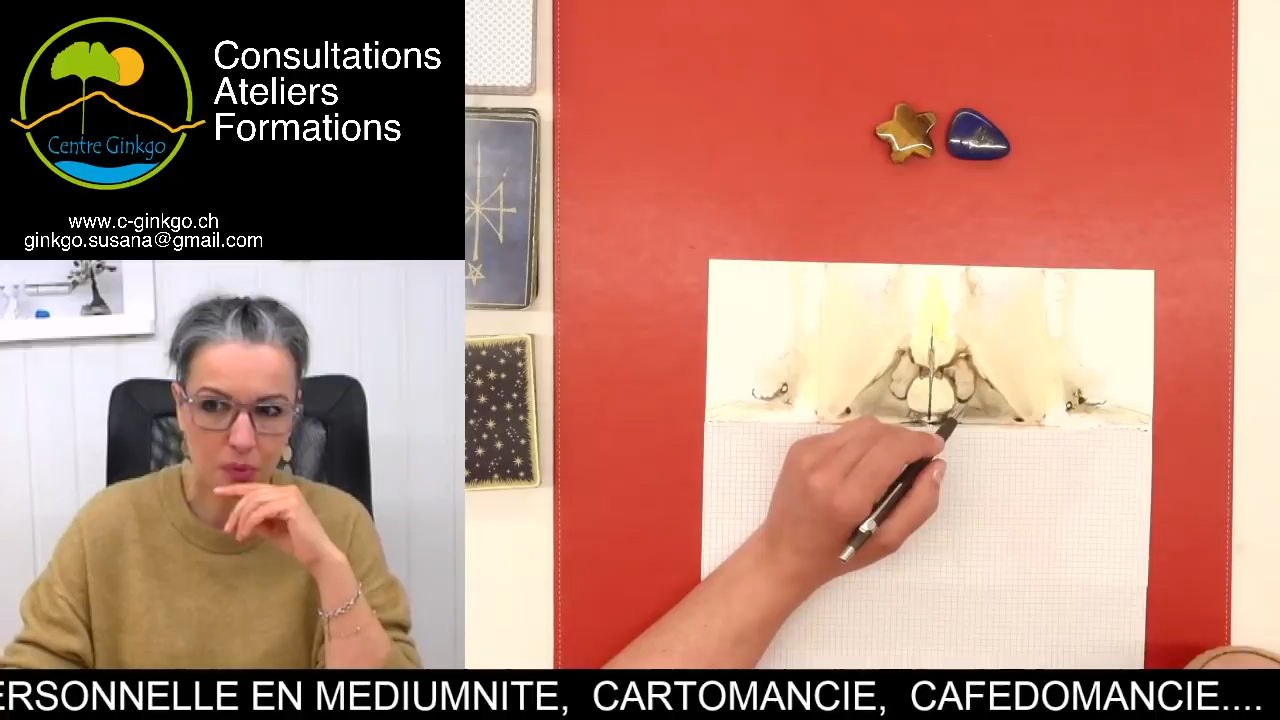 Consultations
Ateliers
Formations
Centre Ginkgo
www.c-ginkgo.ch
ginkgo.susana@gmail.com
ERSONNELLE EN MEDIUMNITE, CARTOMANCIE, CAFEDOMANCIE....